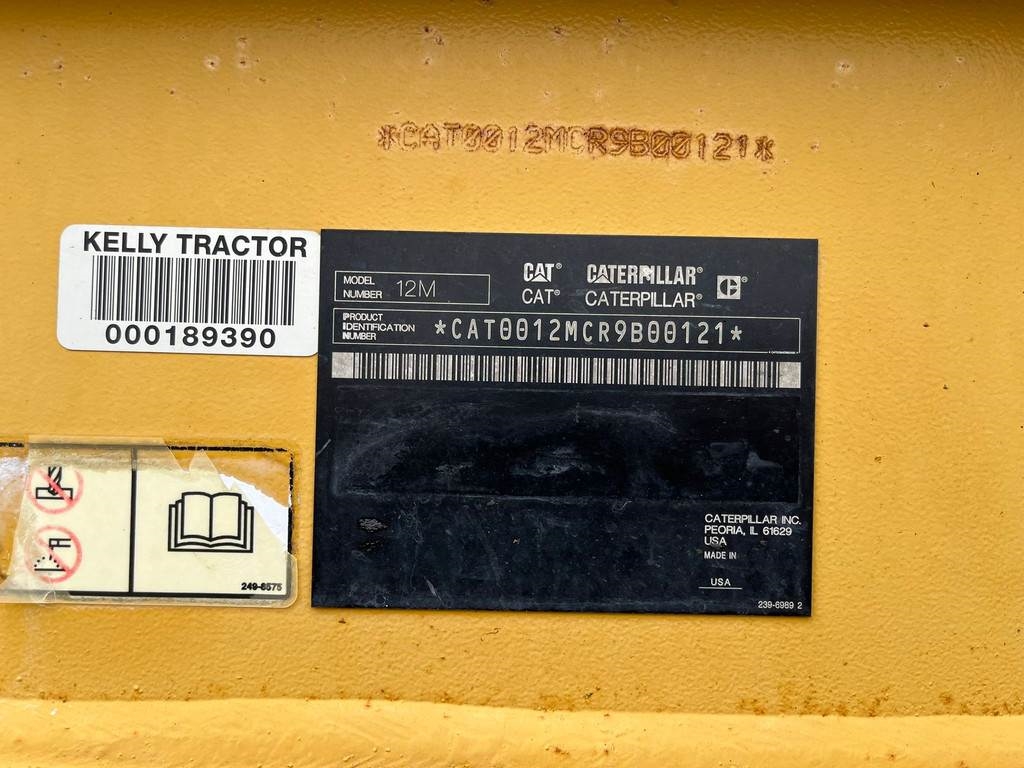 *CAT0012MCR9B00121*
KELLY TRACTOR
000189390
CAT® CATERPILLAR® C®
MODEL NUMBER 12M
CAT® CATERPILLAR®
PRODUCT IDENTIFICATION NUMBER *CAT0012MCR9B00121*
CATERPILLAR INC.
PEORIA, IL 61629
USA
MADE IN
USA
239-6989 2
249-6575